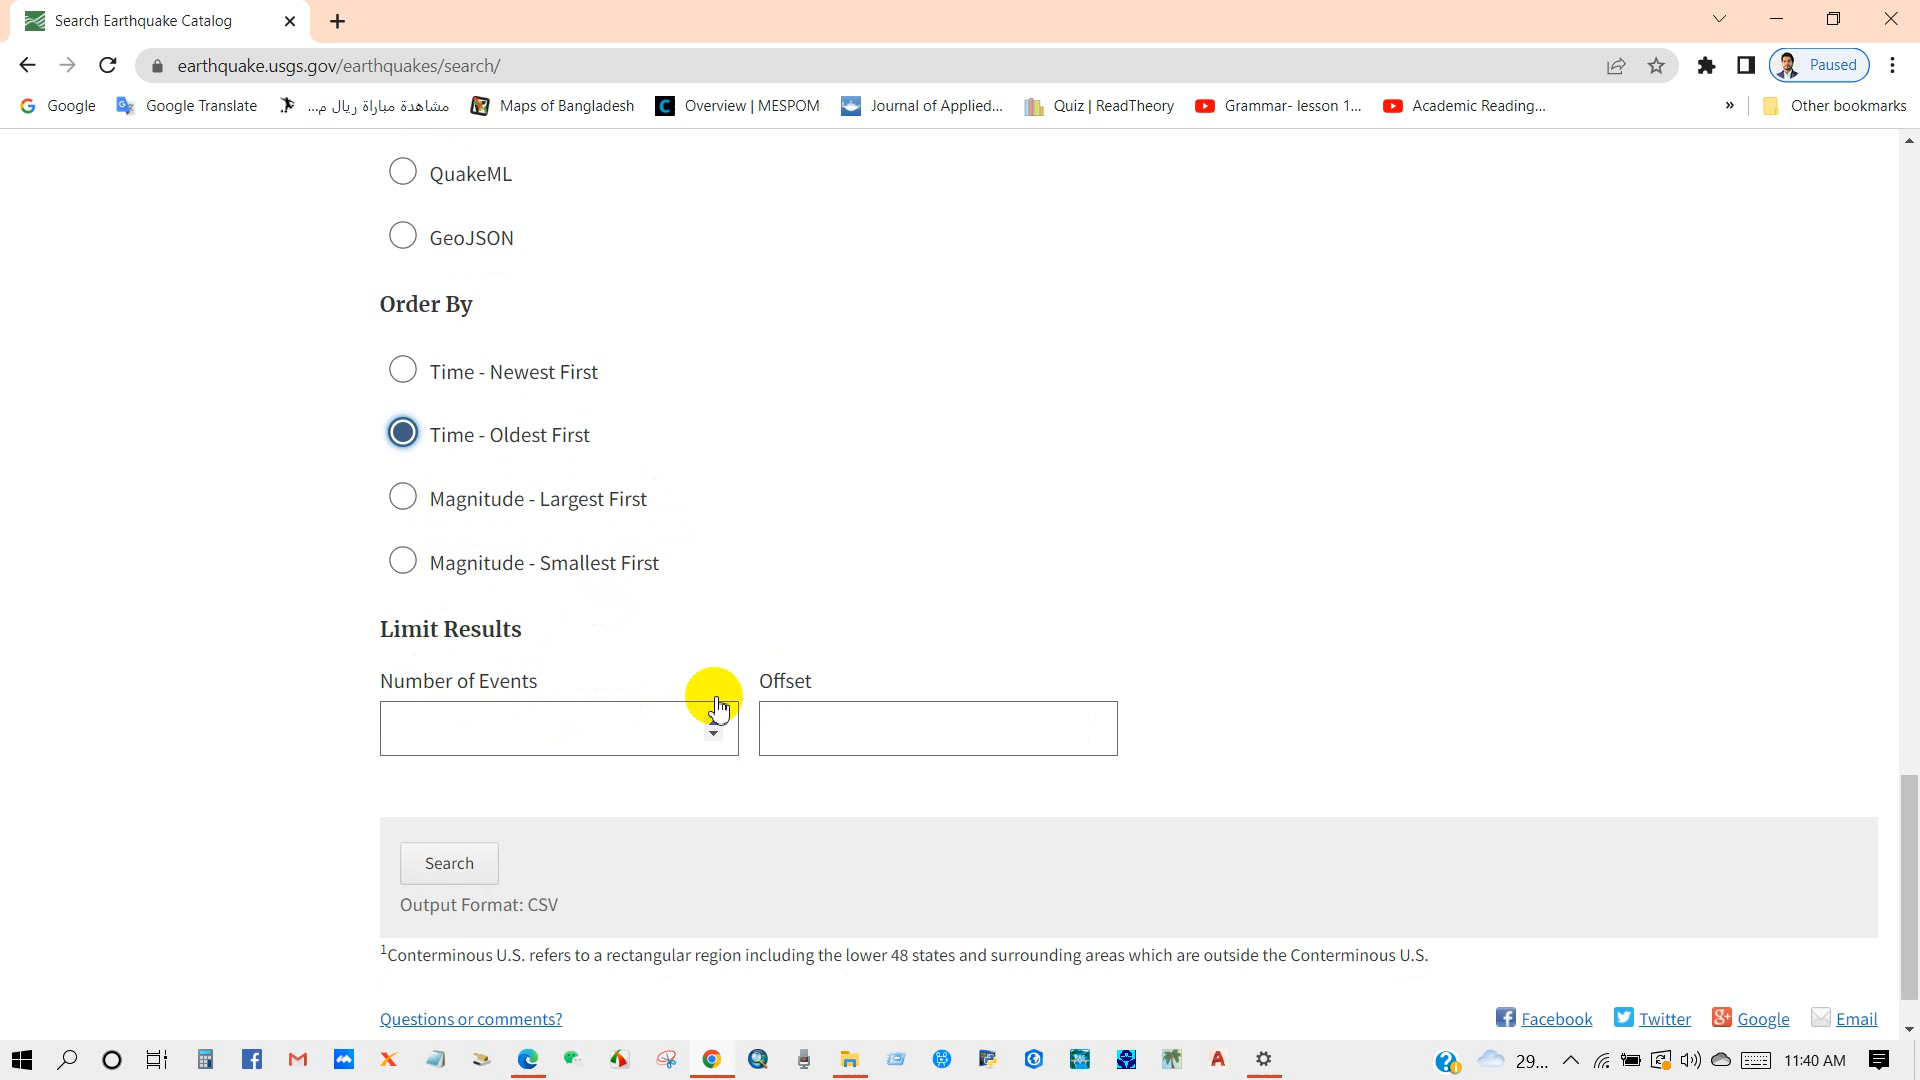 Search Earthquake Catalog
earthquake.usgs.gov/earthquakes/search/
Paused
Google
Google Translate
مشاهدة مباراة ريال م...
Maps of Bangladesh
Overview | MESPOM
Journal of Applied...
Quiz | ReadTheory
Grammar- lesson 1...
Academic Reading...
»
Other bookmarks
QuakeML
GeoJSON
Order By
Time - Newest First
Time - Oldest First
Magnitude - Largest First
Magnitude - Smallest First
Limit Results
Number of Events
Offset
Search
Output Format: CSV
1Conterminous U.S. refers to a rectangular region including the lower 48 states and surrounding areas which are outside the Conterminous U.S.
Questions or comments?
Facebook
Twitter
Google
Email
29...
11:40 AM